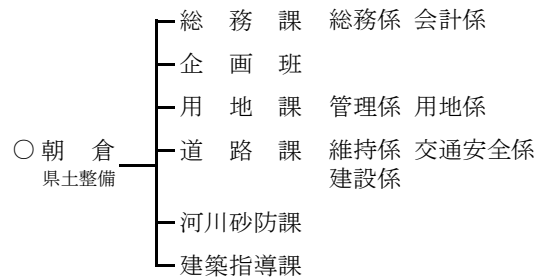 総務課 総務係 会計係
企画班
用地課 管理係 用地係
○朝倉 道路課 維持係 交通安全係
県土整備 建設係
河川砂防課
建築指導課